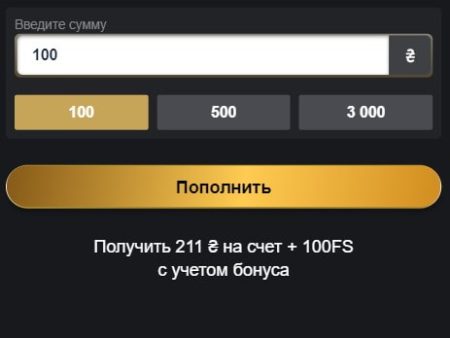 Введите сумму
100 ₴
100 500 3 000
Пополнить
Получить 211 ₴ на счет + 100FS
с учетом бонуса